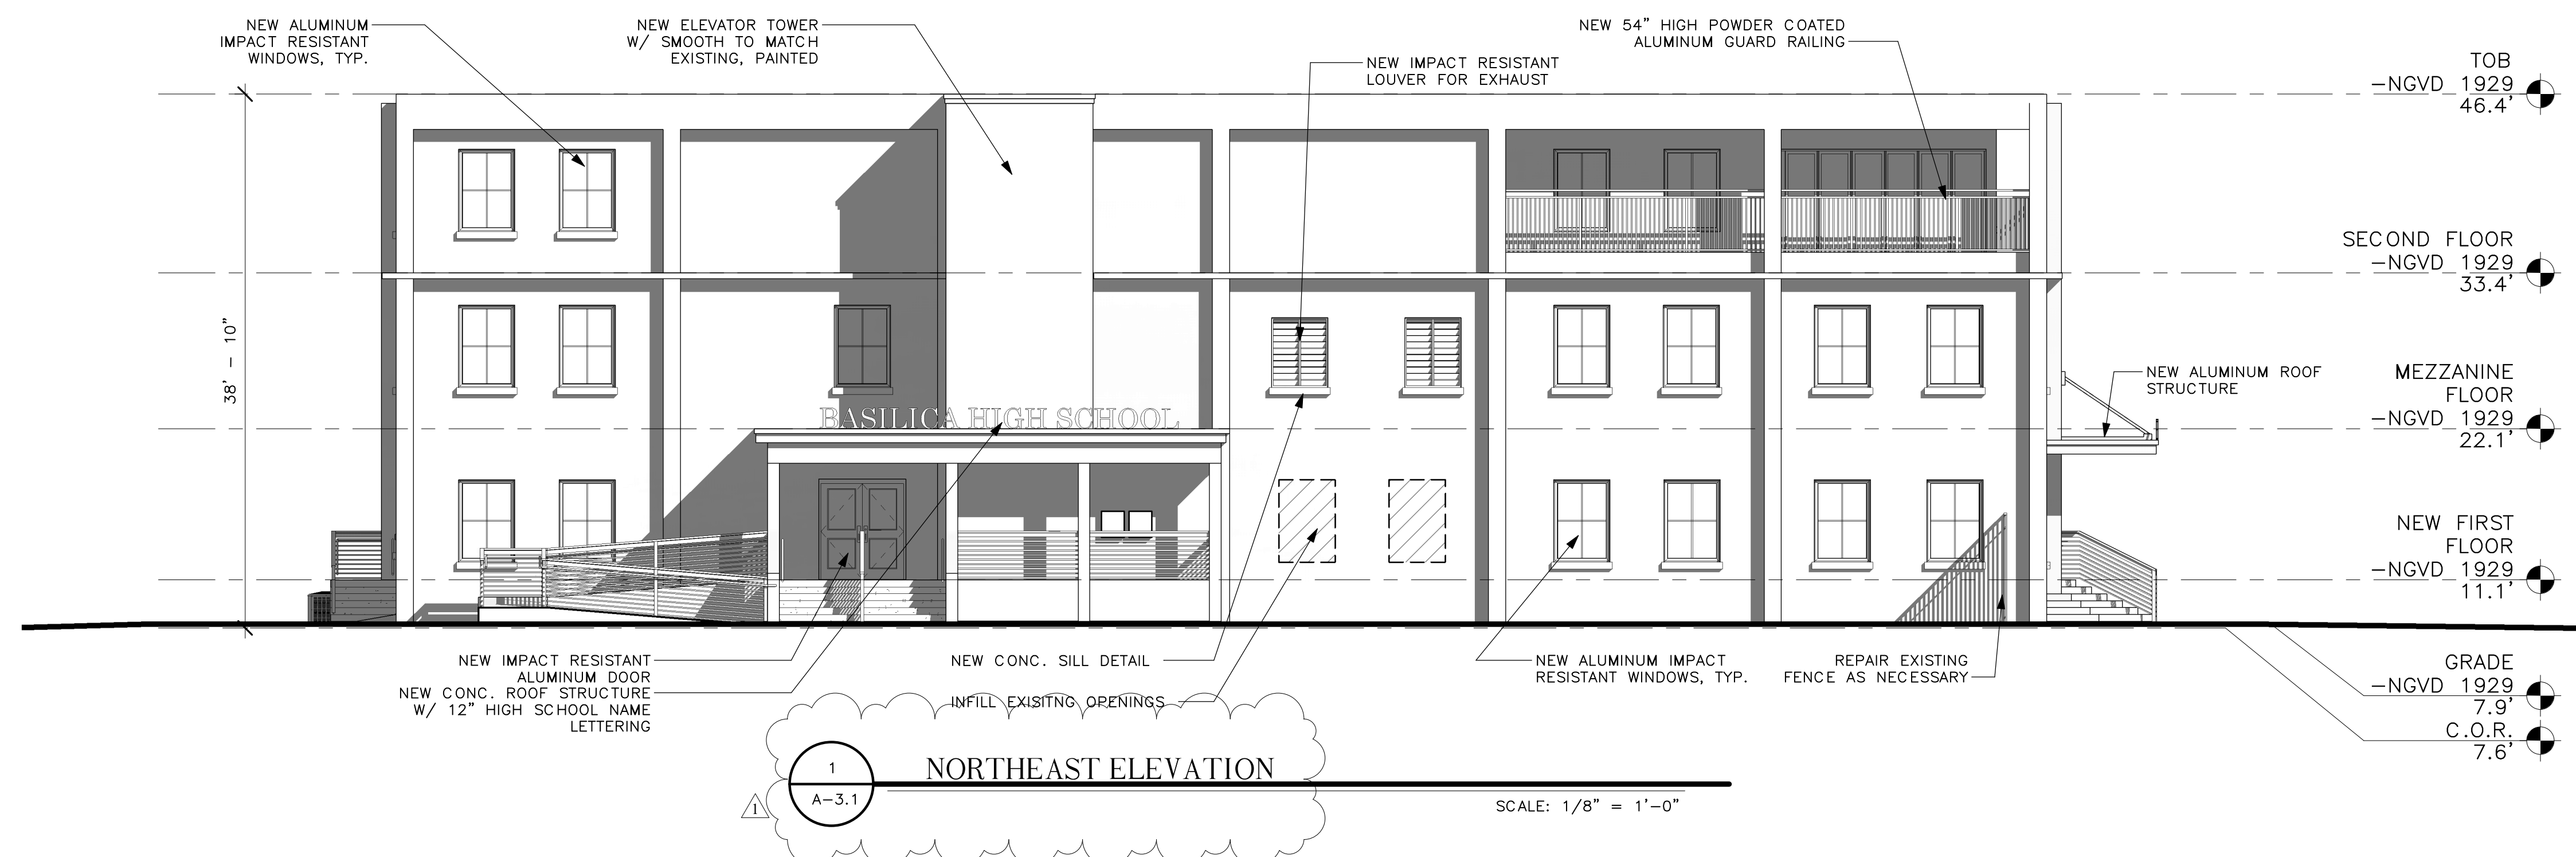 NEW ALUMINUM
IMPACT RESISTANT
WINDOWS, TYP.
NEW ELEVATOR TOWER
W/ SMOOTH TO MATCH
EXISTING, PAINTED
NEW IMPACT RESISTANT
LOUVER FOR EXHAUST
NEW 54" HIGH POWDER COATED
ALUMINUM GUARD RAILING
TOB
-NGVD 1929
46.4'
SECOND FLOOR
-NGVD 1929
33.4'
MEZZANINE
FLOOR
-NGVD 1929
22.1'
NEW FIRST
FLOOR
-NGVD 1929
11.1'
GRADE
-NGVD 1929
7.9'
C.O.R.
7.6'
38' - 10"
NEW ALUMINUM ROOF
STRUCTURE
BASILICA HIGH SCHOOL
NEW IMPACT RESISTANT
ALUMINUM DOOR
NEW CONC. ROOF STRUCTURE
W/ 12" HIGH SCHOOL NAME
LETTERING
NEW CONC. SILL DETAIL
INFILL EXISITNG OPENINGS
NEW ALUMINUM IMPACT
RESISTANT WINDOWS, TYP.
REPAIR EXISTING
FENCE AS NECESSARY
1
A-3.1
NORTHEAST ELEVATION
SCALE: 1/8" = 1'-0"
1